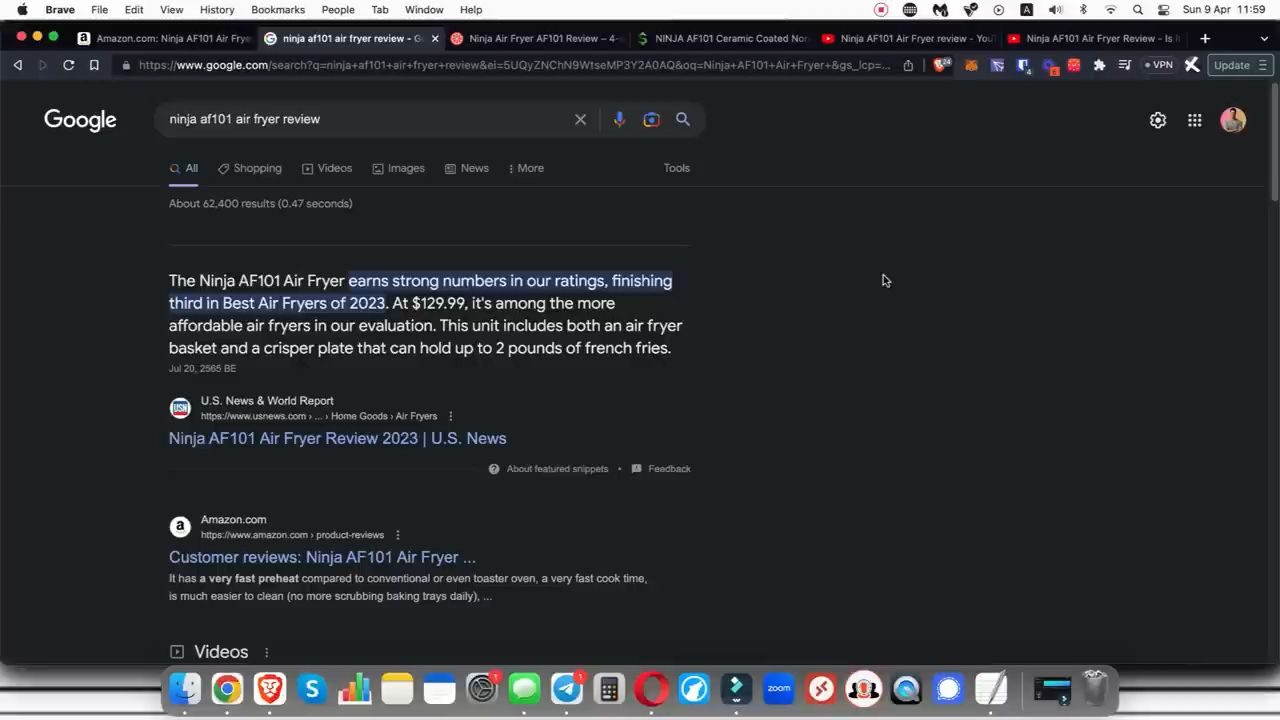 Brave File Edit View History Bookmarks People Tab Window Help A Sun 9 Apr 11:59
a Amazon.com: Ninja AF101 Air Frye
ninja af101 air fryer review - G
Ninja Air Fryer AF101 Review – 4-
NINJA AF101 Ceramic Coated Non
Ninja AF101 Air Fryer review - YouT
Ninja AF101 Air Fryer Review - Is I
https://www.google.com/search?q=ninja+af101+air+fryer+review&ei=5UQyZNChN9WtseMP3Y2A0AQ&oq=Ninja+AF101+Air+Fryer+&gs_lcp=... 24 4 6 VPN Update
Google
ninja af101 air fryer review
All Shopping Videos Images News More Tools
About 62,400 results (0.47 seconds)
The Ninja AF101 Air Fryer earns strong numbers in our ratings, finishing
third in Best Air Fryers of 2023. At $129.99, it's among the more
affordable air fryers in our evaluation. This unit includes both an air fryer
basket and a crisper plate that can hold up to 2 pounds of french fries.
Jul 20, 2565 BE
USN
U.S. News & World Report
https://www.usnews.com › ... › Home Goods › Air Fryers
Ninja AF101 Air Fryer Review 2023 | U.S. News
About featured snippets • Feedback
a
Amazon.com
https://www.amazon.com › product-reviews
Customer reviews: Ninja AF101 Air Fryer ...
It has a very fast preheat compared to conventional or even toaster oven, a very fast cook time,
is much easier to clean (no more scrubbing baking trays daily), ...
Videos
S 1 1 zoom